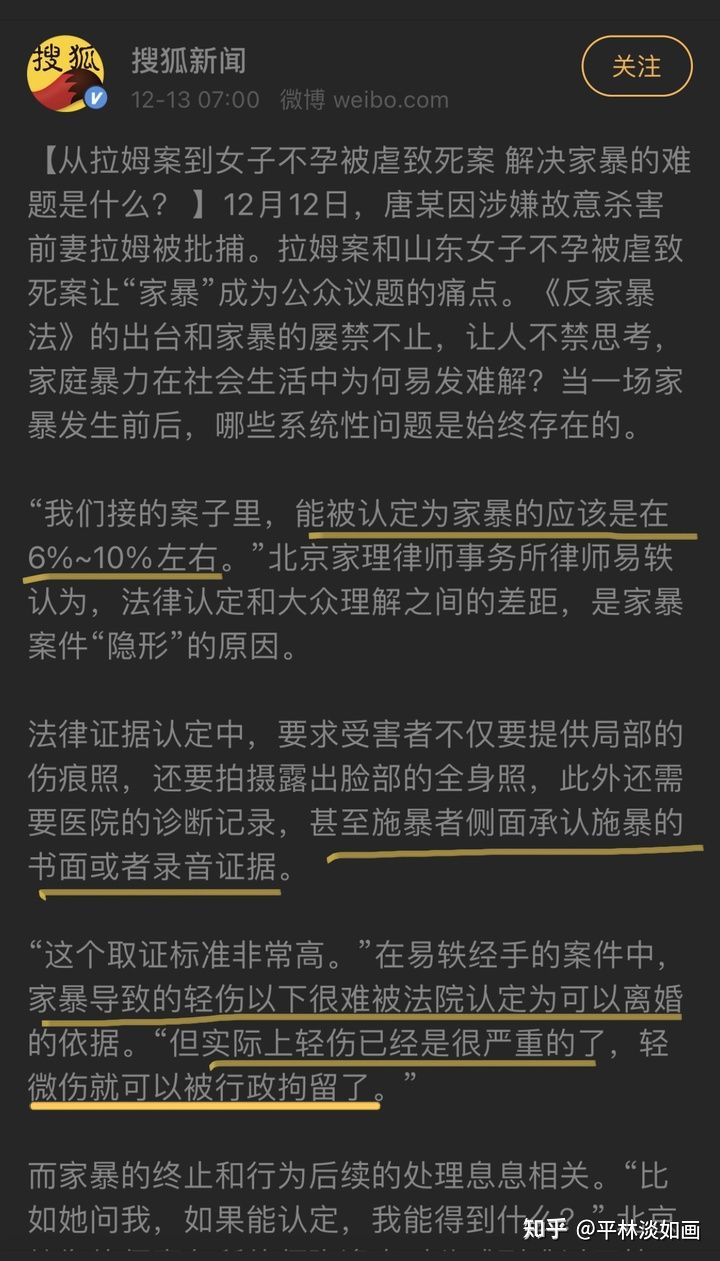 搜狐
搜狐新闻
12-13 07:00 微博 weibo.com
关注
【从拉姆案到女子不孕被虐致死案 解决家暴的难
题是什么？ 】12月12日，唐某因涉嫌故意杀害
前妻拉姆被批捕。拉姆案和山东女子不孕被虐致
死案让“家暴”成为公众议题的痛点。《反家暴
法》的出台和家暴的屡禁不止，让人不禁思考，
家庭暴力在社会生活中为何易发难解？当一场家
暴发生前后，哪些系统性问题是始终存在的。
“我们接的案子里，能被认定为家暴的应该是在
6%~10%左右。”北京家理律师事务所律师易轶
认为，法律认定和大众理解之间的差距，是家暴
案件“隐形”的原因。
法律证据认定中，要求受害者不仅要提供局部的
伤痕照，还要拍摄露出脸部的全身照，此外还需
要医院的诊断记录，甚至施暴者侧面承认施暴的
书面或者录音证据。
“这个取证标准非常高。”在易轶经手的案件中，
家暴导致的轻伤以下很难被法院认定为可以离婚
的依据。“但实际上轻伤已经是很严重的了，轻
微伤就可以被行政拘留了。”
而家暴的终止和行为后续的处理息息相关。“比
如她问我，如果能认定，我能得到什么？”北京
知乎 @平林淡如画